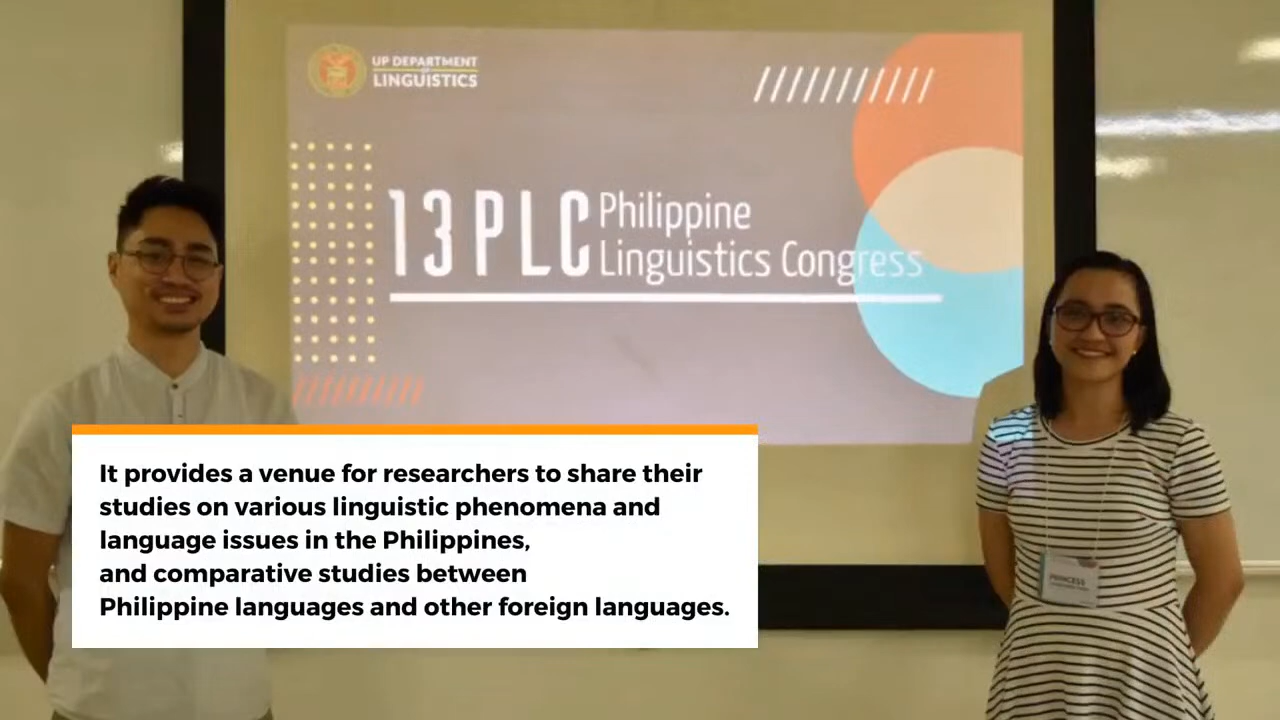 UP DEPARTMENT
of
LINGUISTICS
13 PLC
Philippine
Linguistics Congress
It provides a venue for researchers to share their
studies on various linguistic phenomena and
language issues in the Philippines,
and comparative studies between
Philippine languages and other foreign languages.
PRINCESS